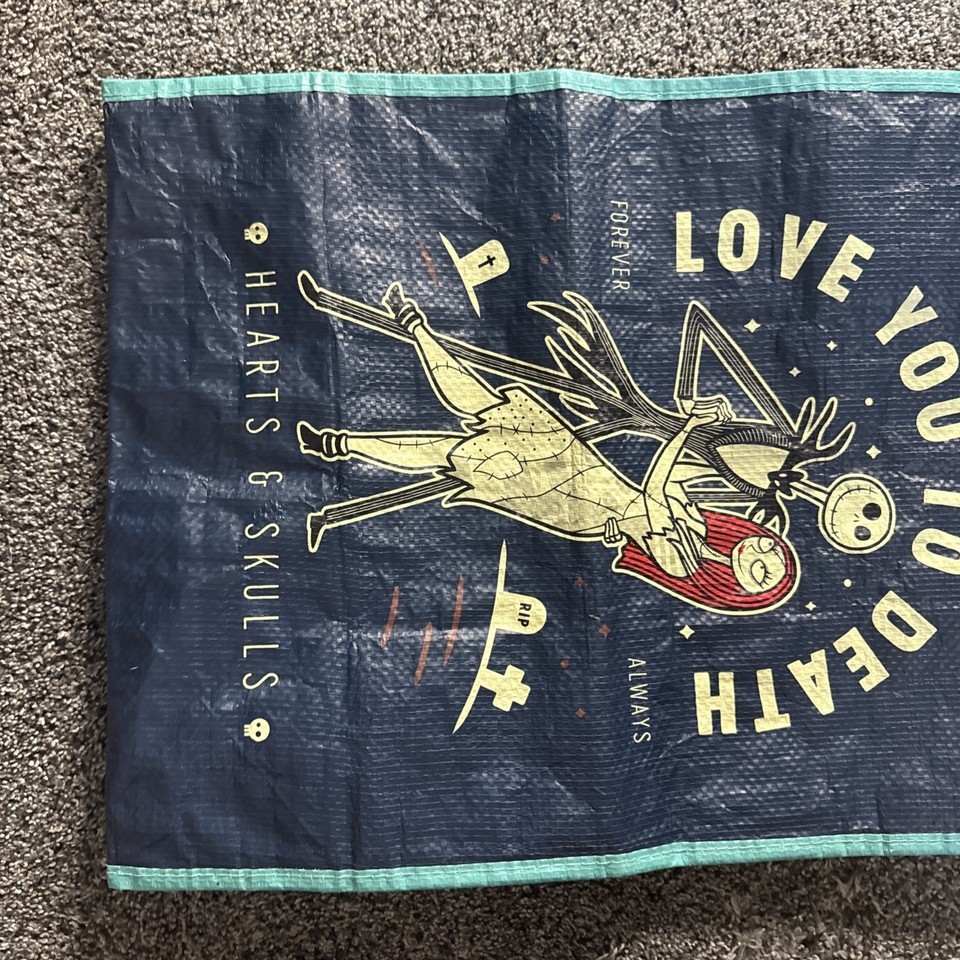 LOVE YOU TO DEATH
FOREVER
ALWAYS
RIP
HEARTS & SKULLS